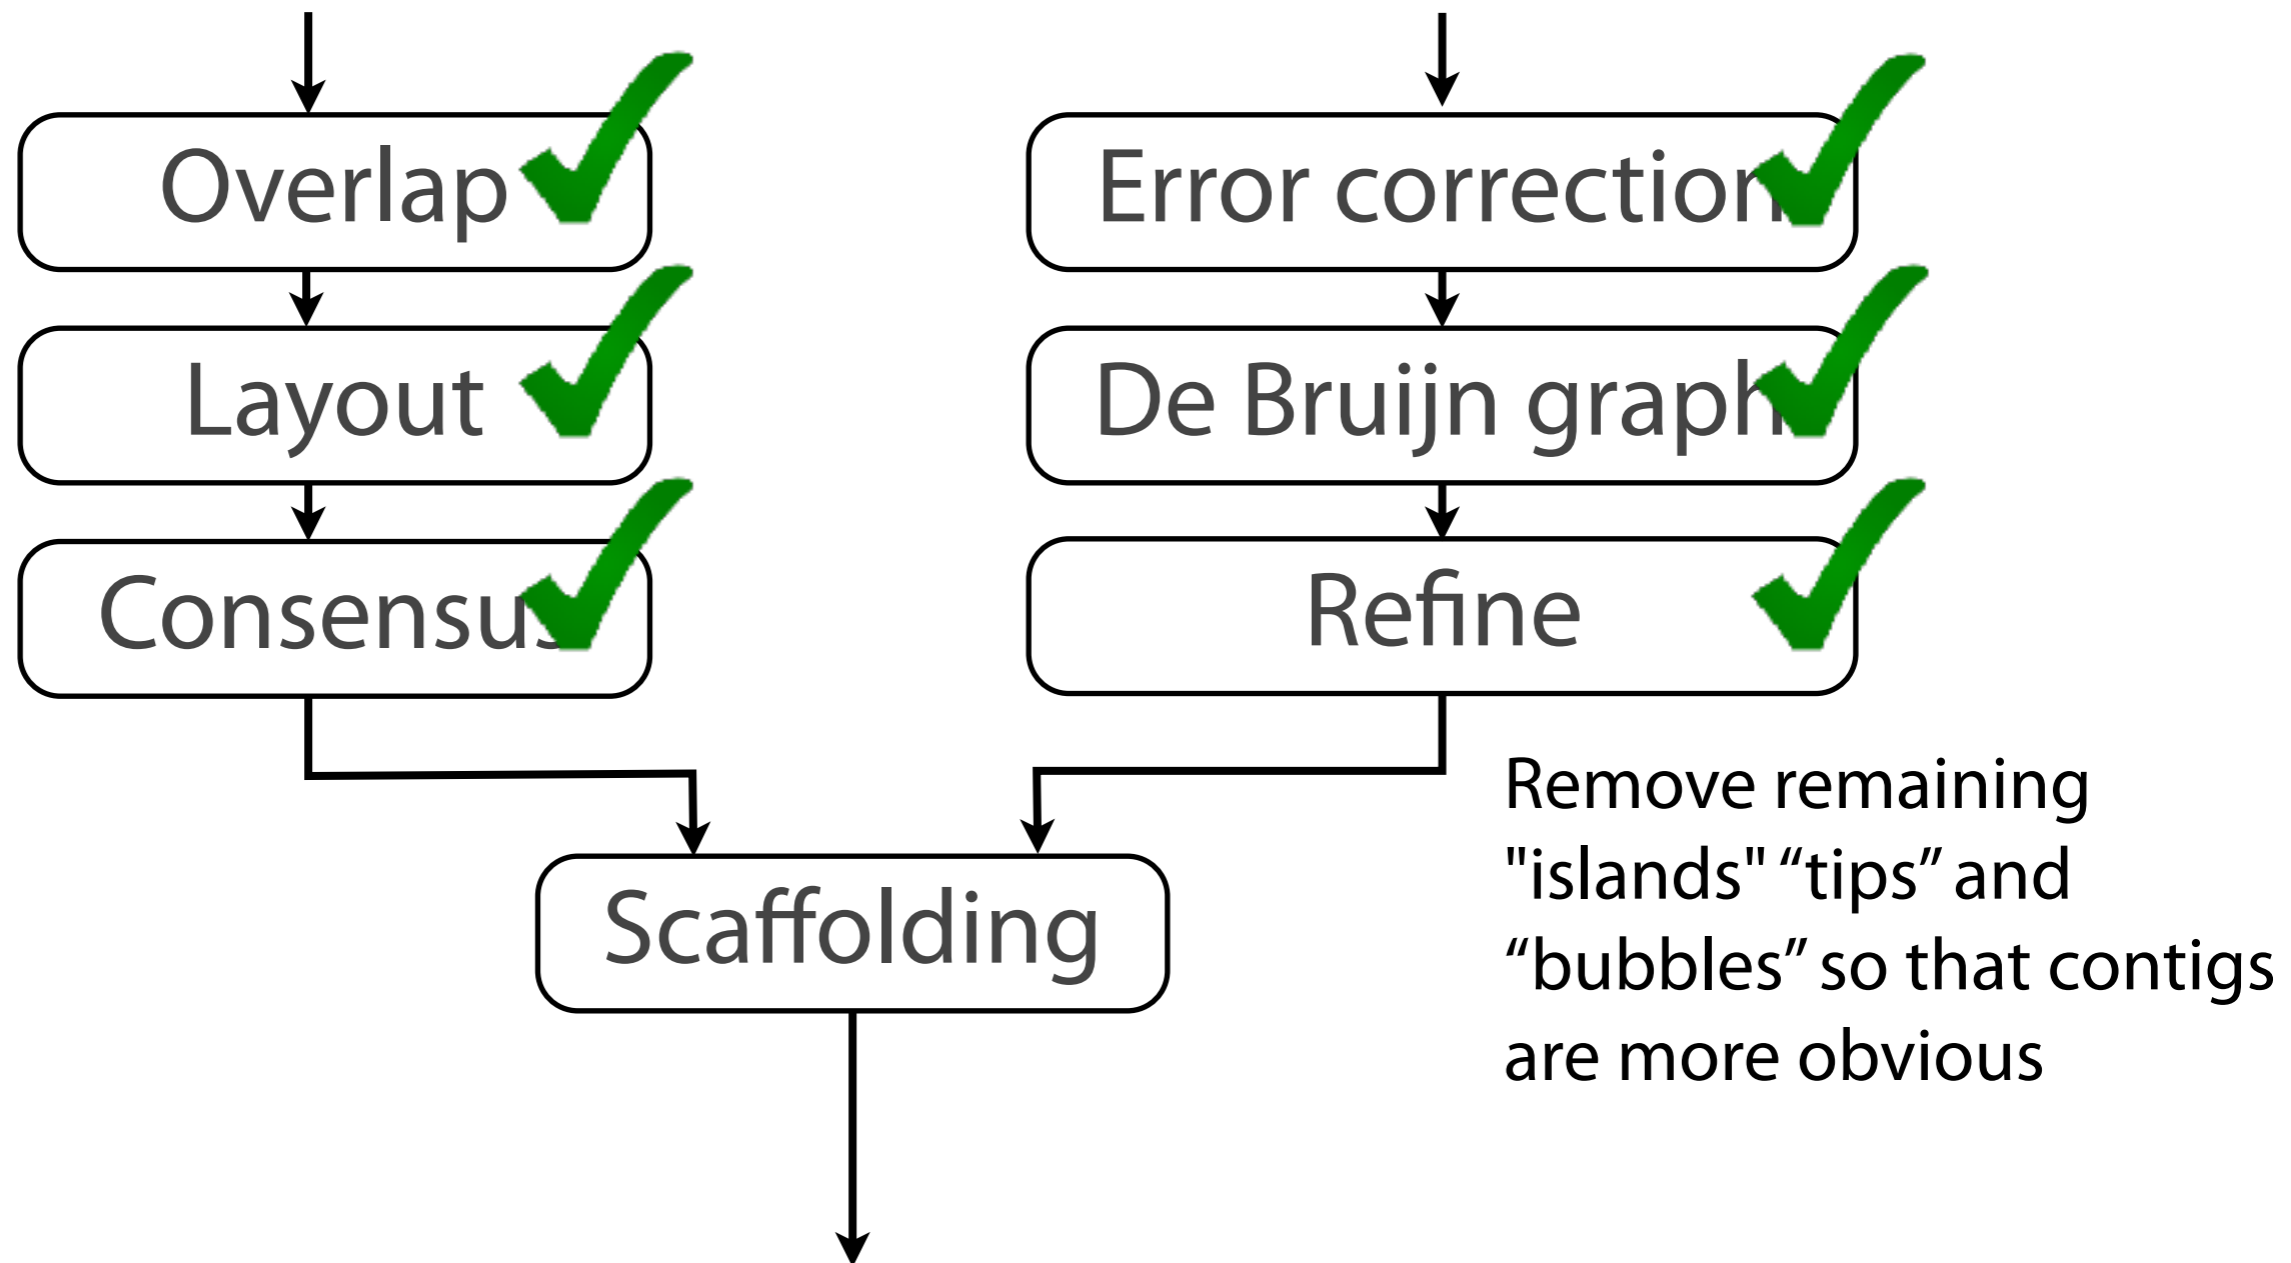 Overlap
Layout
Consensus
Error correction
De Bruijn graph
Refine
Scaffolding
Remove remaining
"islands" “tips” and
“bubbles” so that contigs
are more obvious